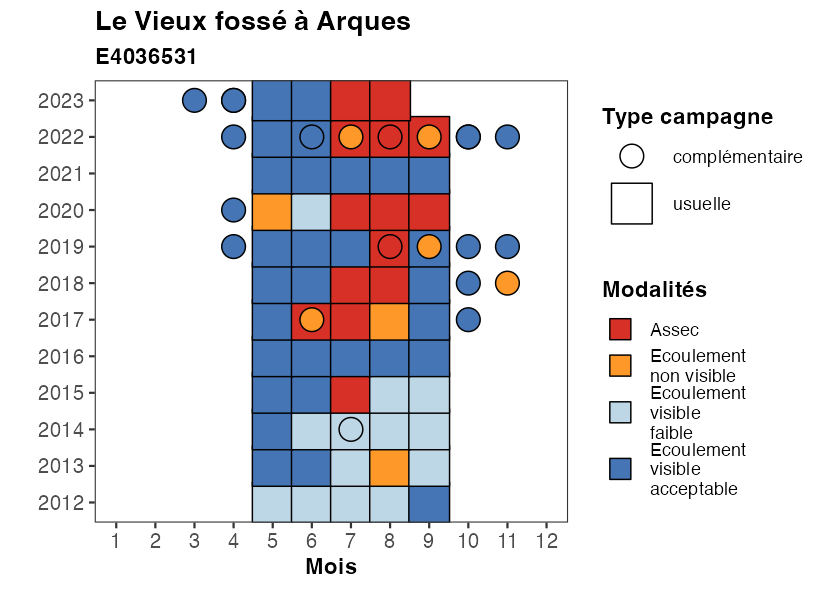 Le Vieux fossé à Arques
E4036531
2023
2022
2021
2020
2019
2018
2017
2016
2015
2014
2013
2012
1 2 3 4 5 6 7 8 9 10 11 12
Mois
Type campagne
complémentaire
usuelle
Modalités
Assec
Ecoulement
non visible
Ecoulement
visible
faible
Ecoulement
visible
acceptable